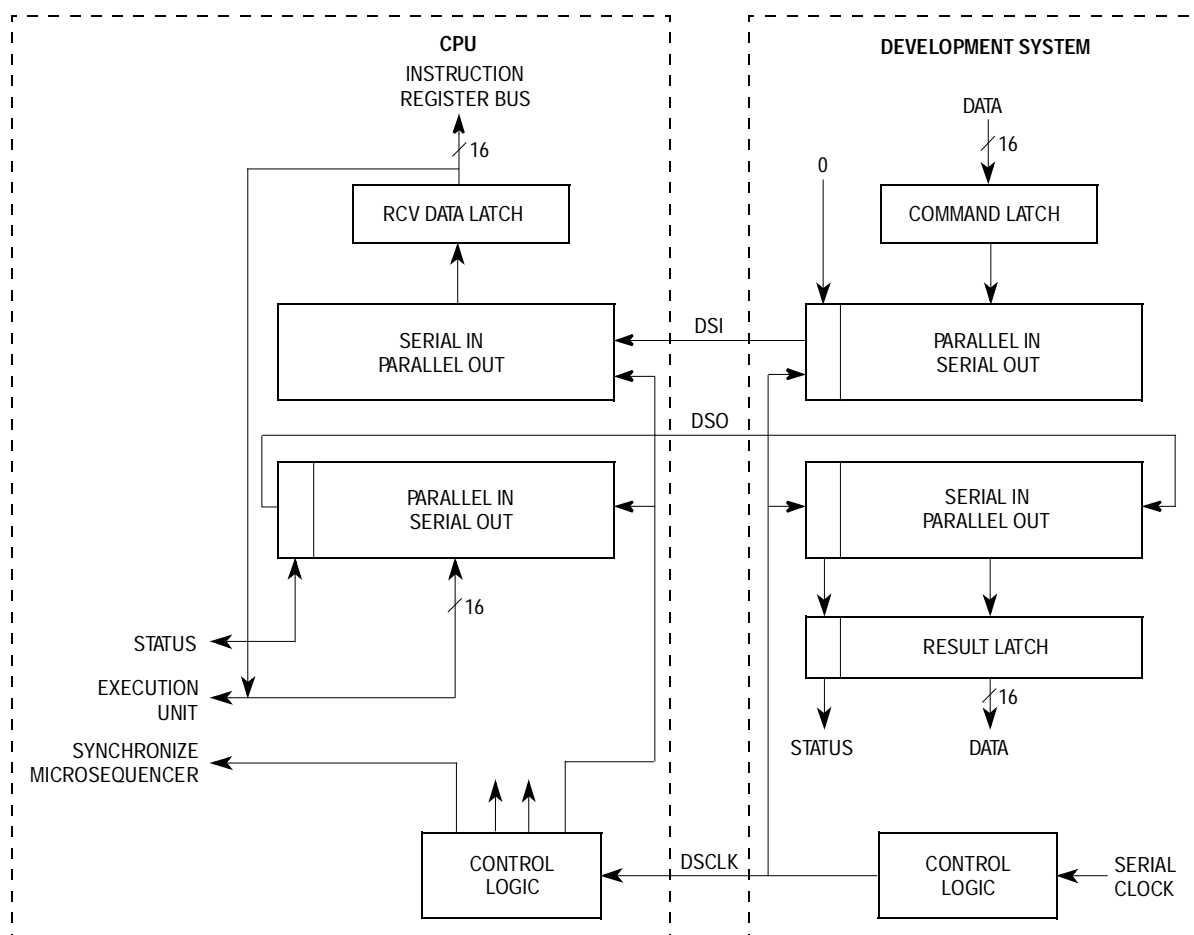 CPU
INSTRUCTION
REGISTER BUS
16
RCV DATA LATCH
SERIAL IN
PARALLEL OUT
PARALLEL IN
SERIAL OUT
16
STATUS
EXECUTION
UNIT
SYNCHRONIZE
MICROSEQUENCER
CONTROL
LOGIC
DSI
DSO
DSCLK
DEVELOPMENT SYSTEM
DATA
16
0
COMMAND LATCH
PARALLEL IN
SERIAL OUT
SERIAL IN
PARALLEL OUT
RESULT LATCH
16
STATUS
DATA
CONTROL
LOGIC
SERIAL
CLOCK